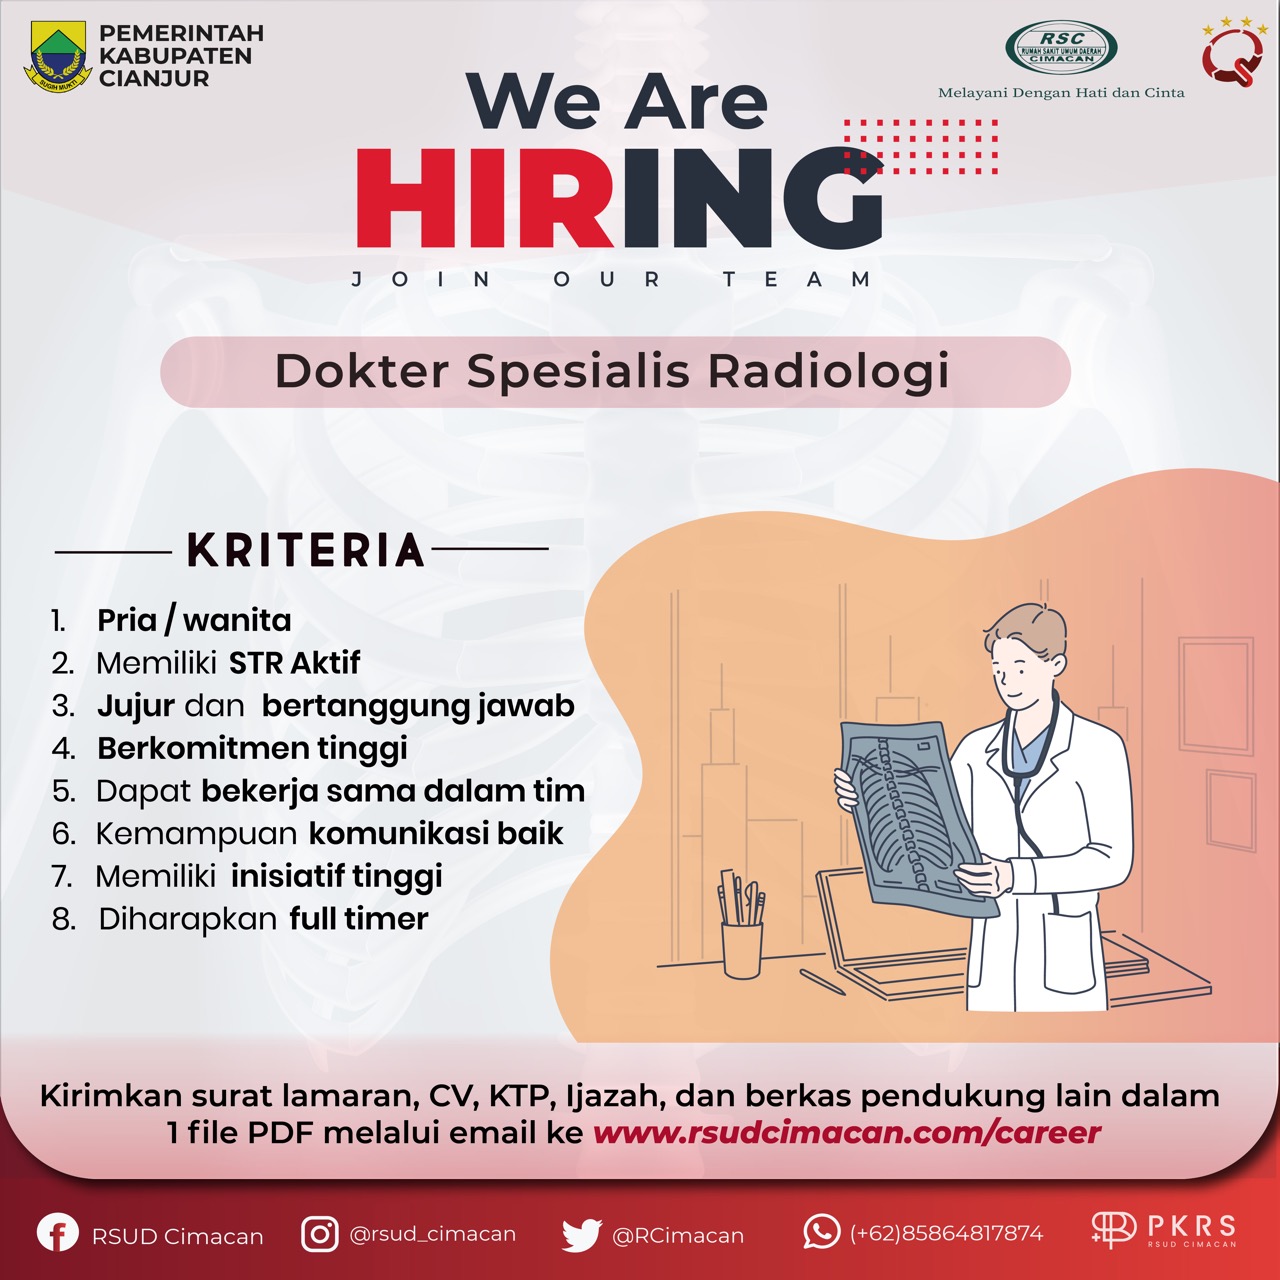 PEMERINTAH
KABUPATEN
CIANJUR
SUGIH MUKTI
RSC
RUMAH SAKIT UMUM DAERAH
CIMACAN
Melayani Dengan Hati dan Cinta
We Are
HIRING
JOIN OUR TEAM
Dokter Spesialis Radiologi
KRITERIA
1. Pria / wanita
2. Memiliki STR Aktif
3. Jujur dan bertanggung jawab
4. Berkomitmen tinggi
5. Dapat bekerja sama dalam tim
6. Kemampuan komunikasi baik
7. Memiliki inisiatif tinggi
8. Diharapkan full timer
Kirimkan surat lamaran, CV, KTP, Ijazah, dan berkas pendukung lain dalam
1 file PDF melalui email ke www.rsudcimacan.com/career
RSUD Cimacan
@rsud_cimacan
@RCimacan
(+62)85864817874
PKRS
RSUD CIMACAN